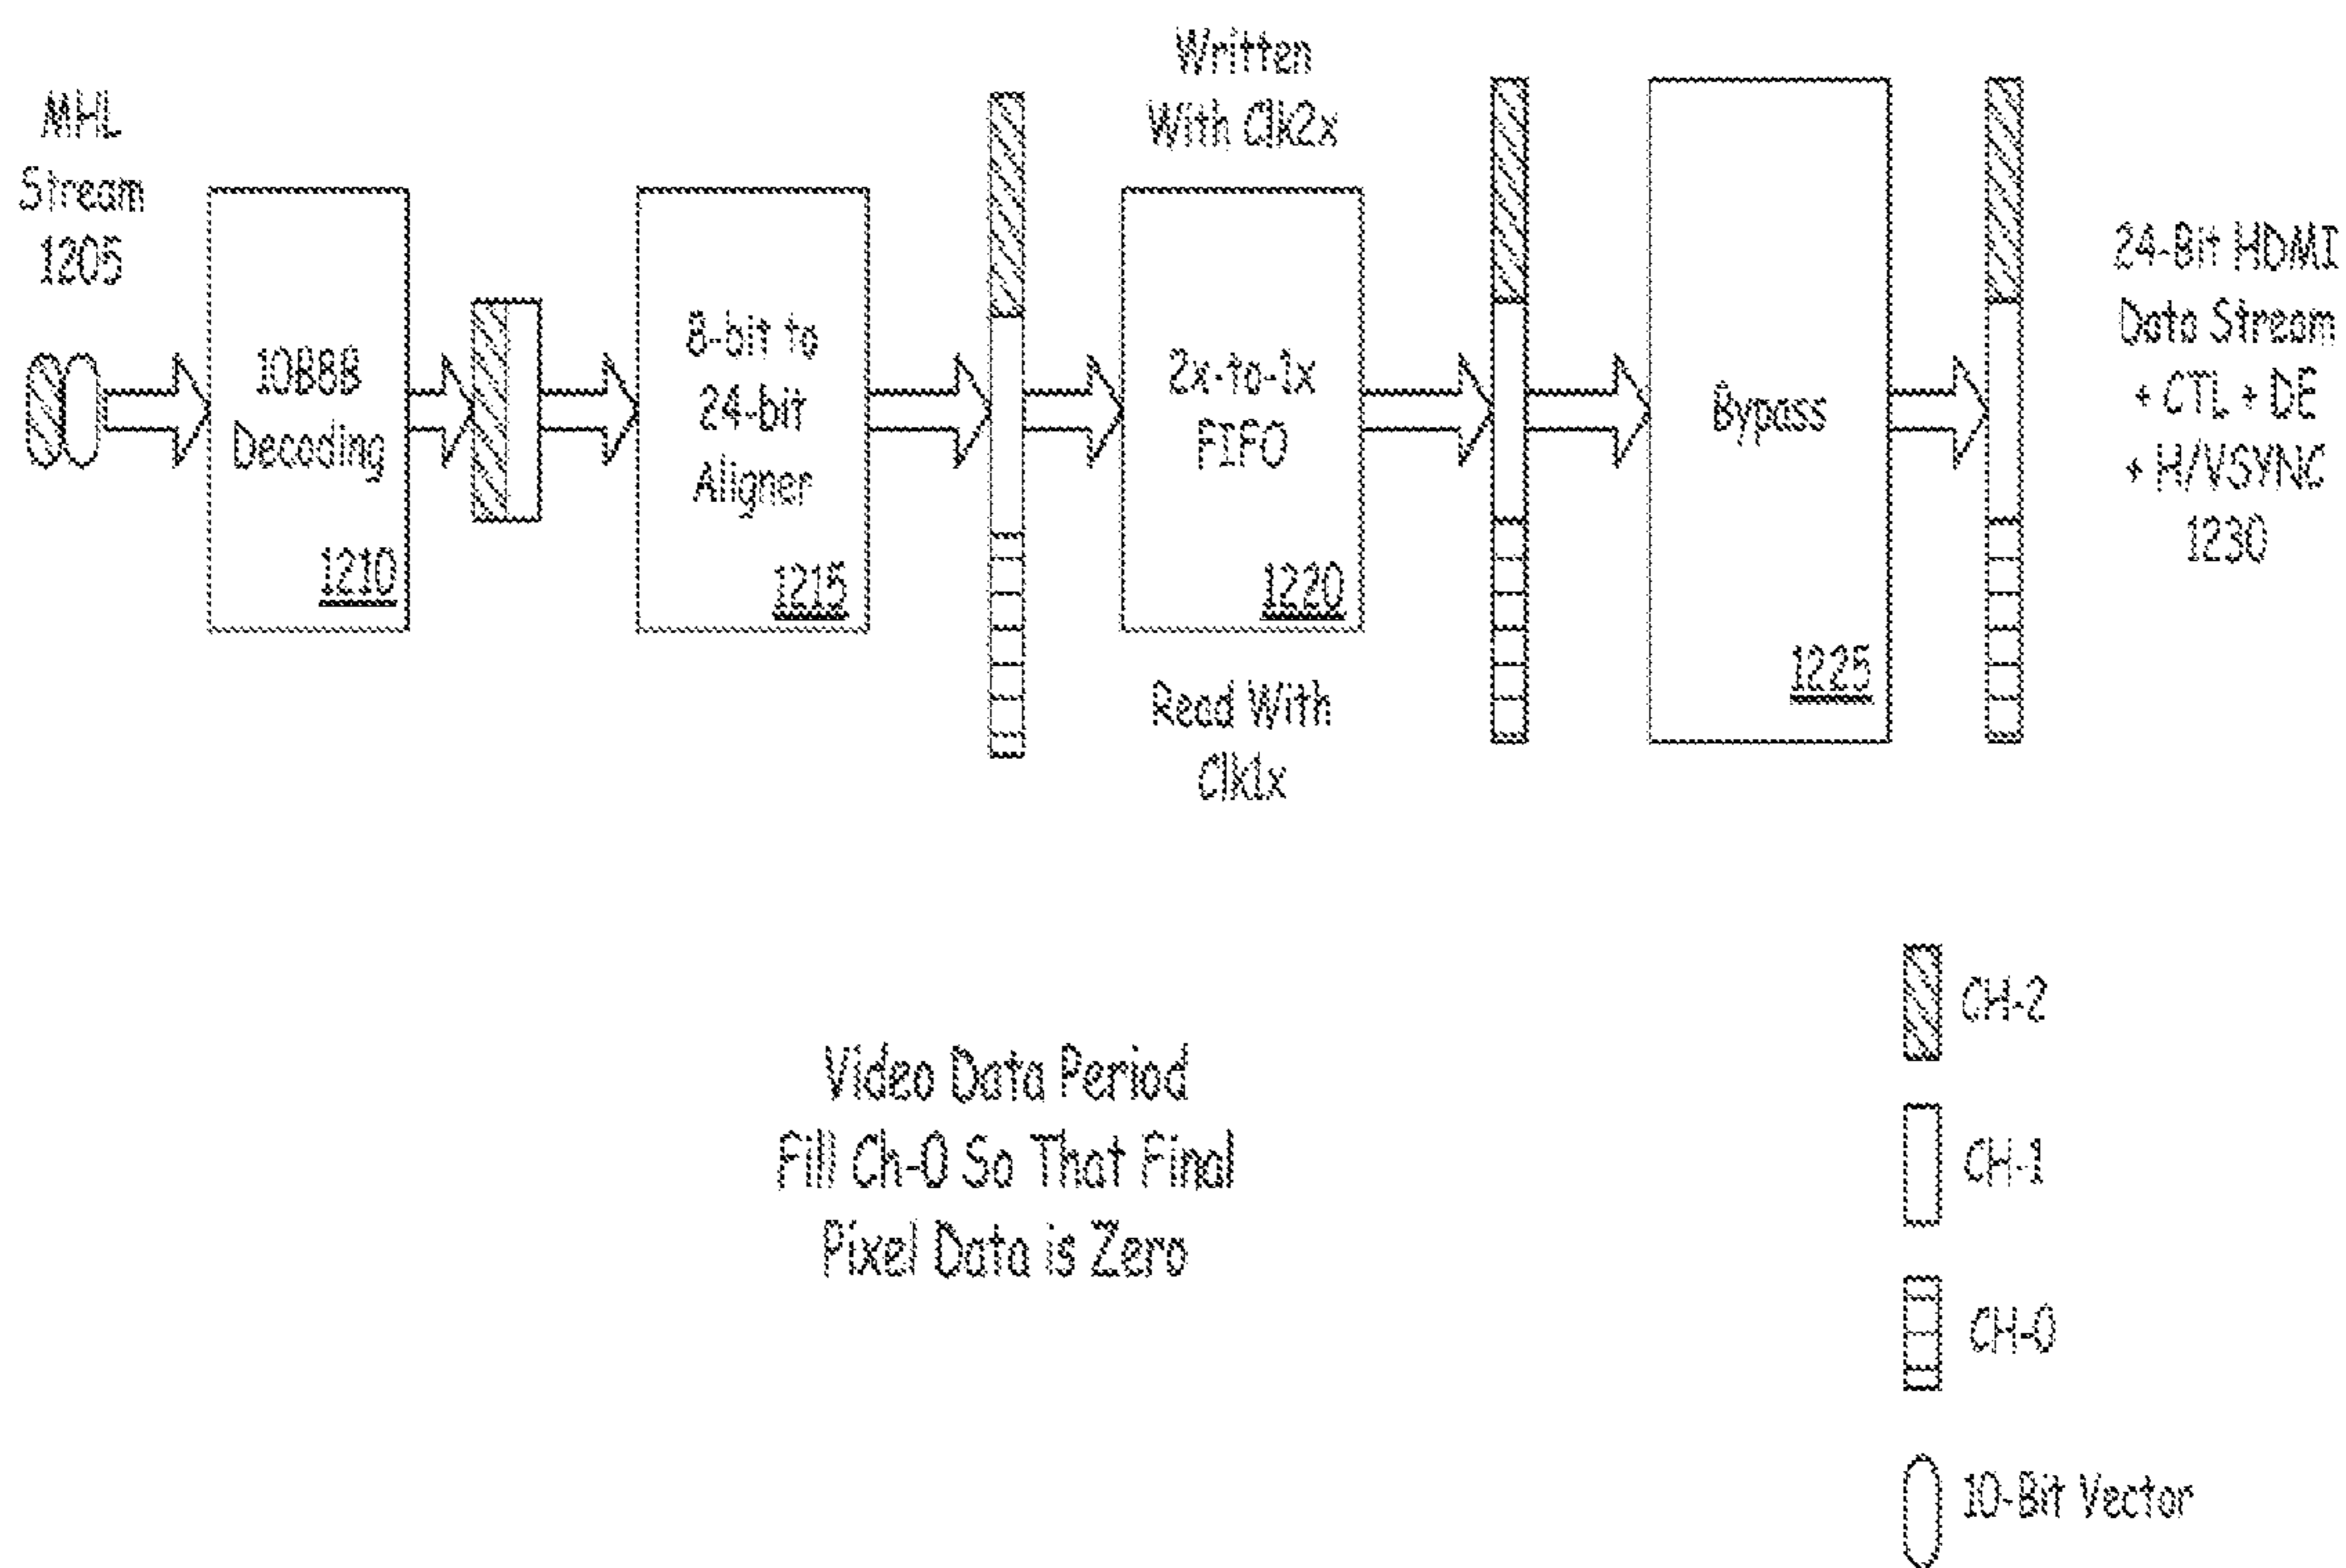 MHL
Stream
1205
10B8B
Decoding
1210
8-bit to
24-bit
Aligner
1215
Written
With Clk2x
2x-to-1x
FIFO
1220
Read With
Clk1x
Bypass
1225
24-Bit HDMI
Data Stream
+ CTL + DE
+ H/VSYNC
1230
Video Data Period
Fill Ch-0 So That Final
Pixel Data is Zero
CH-2
CH-1
CH-0
10-Bit Vector